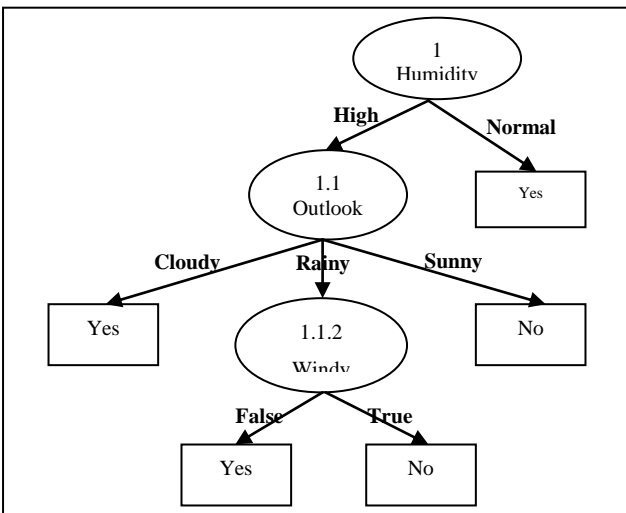 1
Humidity
High
Normal
1.1
Outlook
Yes
Cloudy
Rainy
Sunny
Yes
1.1.2
Windy
No
False
True
Yes
No